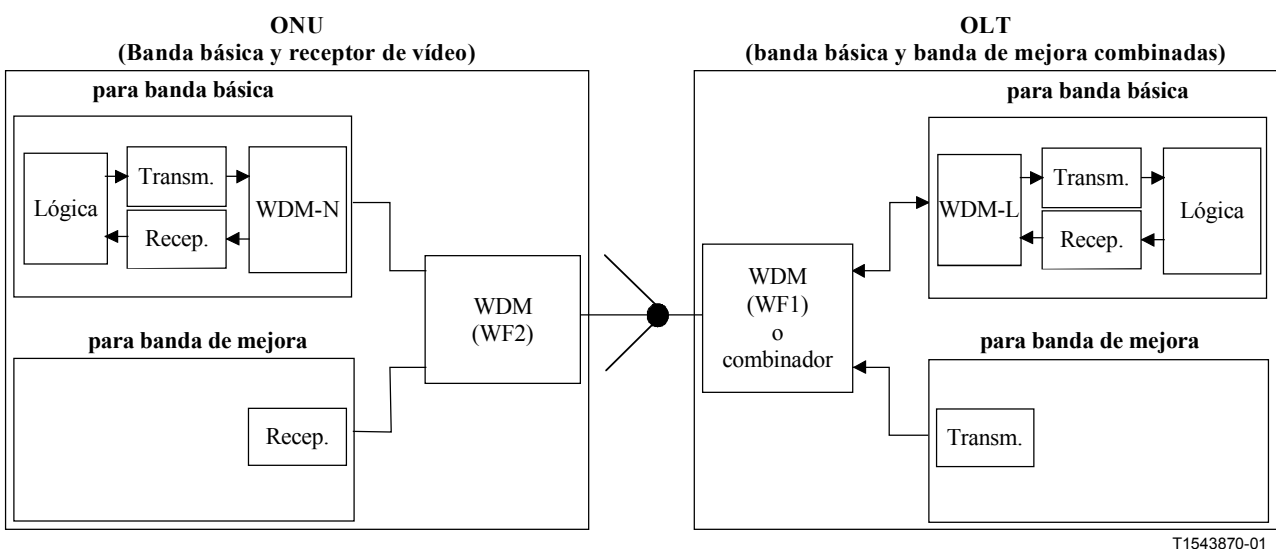 ONU
(Banda básica y receptor de vídeo)
para banda básica
Lógica
Transm.
Recep.
WDM-N
WDM
(WF2)
para banda de mejora
Recep.
OLT
(banda básica y banda de mejora combinadas)
para banda básica
WDM-L
Transm.
Recep.
Lógica
WDM
(WF1)
o
combinador
para banda de mejora
Transm.
T1543870-01